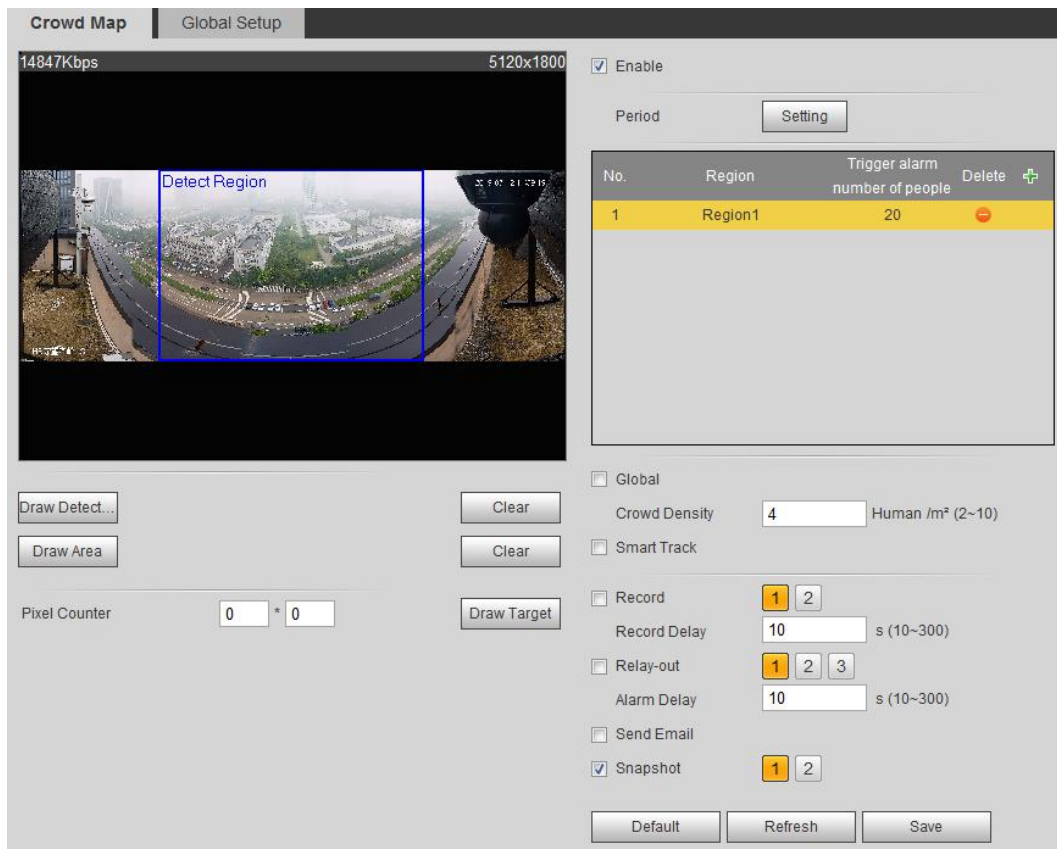 Crowd Map
Global Setup
14847Kbps
5120x1800
Detect Region
Enable
Period
Setting
No.
Region
Trigger alarm
number of people
Delete
1
Region1
20
Global
Crowd Density
4
Human /m² (2~10)
Smart Track
Draw Detect...
Clear
Draw Area
Clear
Pixel Counter
0 * 0
Draw Target
Record
1 2
Record Delay
10
s (10~300)
Relay-out
1 2 3
Alarm Delay
10
s (10~300)
Send Email
Snapshot
1 2
Default
Refresh
Save